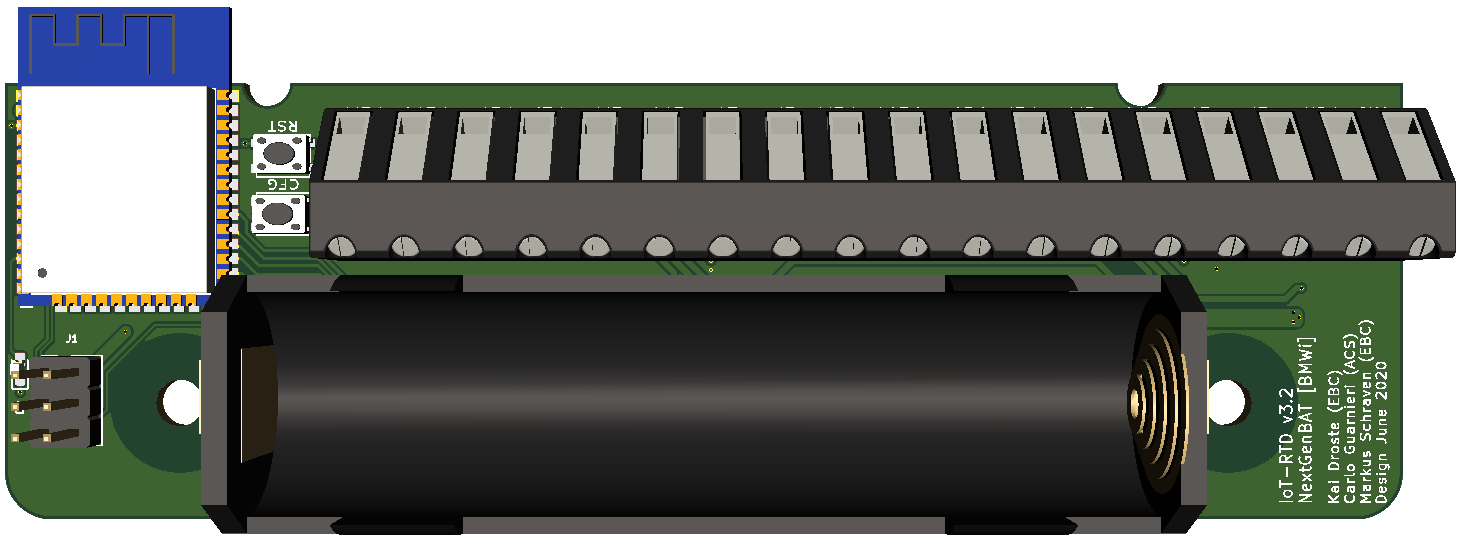 RST
CFG
J1
IoT-RTD v3.2
NextGenBAT [BMWi]
Kai Droste (EBC)
Carlo Guarnieri (ACS)
Markus Schraven (EBC)
Design June 2020